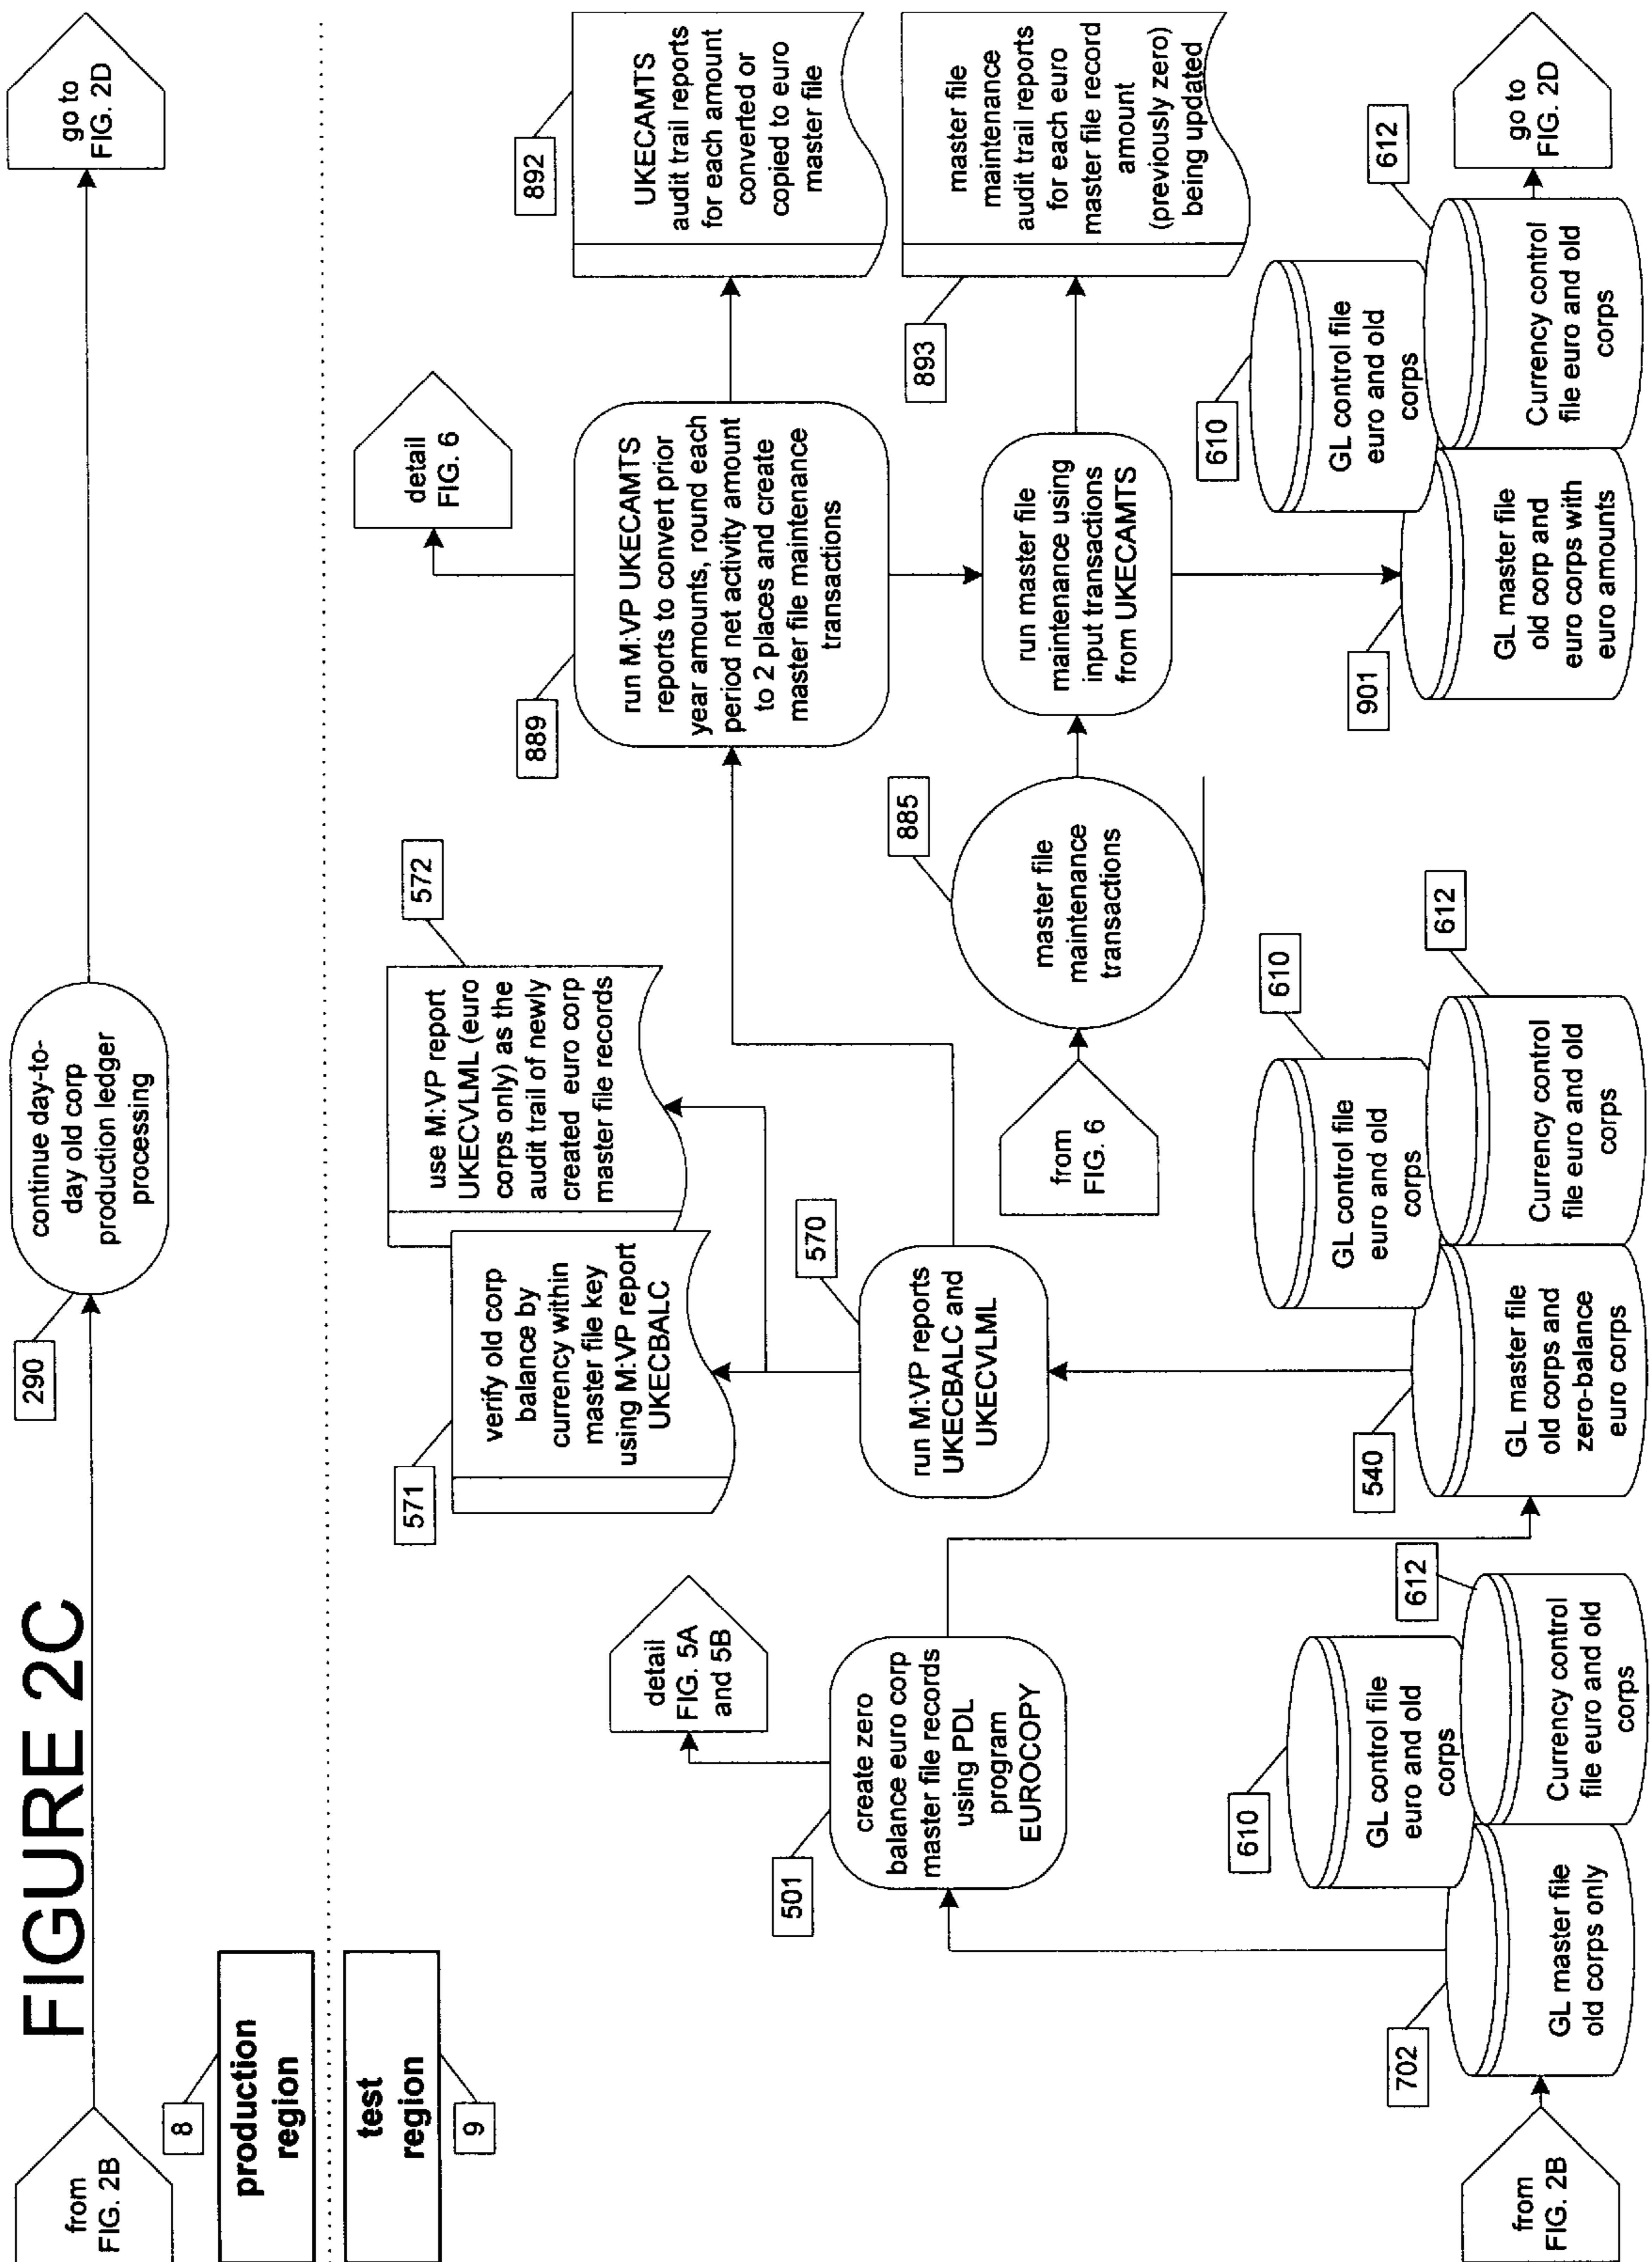 FIGURE 2C
from
FIG. 2B
290
continue day-to-
day old corp
production ledger
processing
go to
FIG. 2D
8
production
region
test
region
9
from
FIG. 2B
702
GL master file
old corps only
610
GL control file
euro and old
corps
612
Currency control
file euro and old
corps
501
create zero
balance euro corp
master file records
using PDL
program
EUROCOPY
detail
FIG. 5A
and 5B
540
GL master file
old corps and
zero-balance
euro corps
610
GL control file
euro and old
corps
612
Currency control
file euro and old
corps
570
run M:VP reports
UKECBALC and
UKECVLML
571
verify old corp
balance by
currency within
master file key
using M:VP report
UKECBALC
572
use M:VP report
UKECVLML (euro
corps only) as the
audit trail of newly
created euro corp
master file records
889
run M:VP UKECAMTS
reports to convert prior
year amounts, round each
period net activity amount
to 2 places and create
master file maintenance
transactions
detail
FIG. 6
892
UKECAMTS
audit trail reports
for each amount
converted or
copied to euro
master file
from
FIG. 6
885
master file
maintenance
transactions
run master file
maintenance using
input transactions
from UKECAMTS
893
master file
maintenance
audit trail reports
for each euro
master file record
amount
(previously zero)
being updated
901
GL master file
old corp and
euro corps with
euro amounts
610
GL control file
euro and old
corps
612
Currency control
file euro and old
corps
go to
FIG. 2D